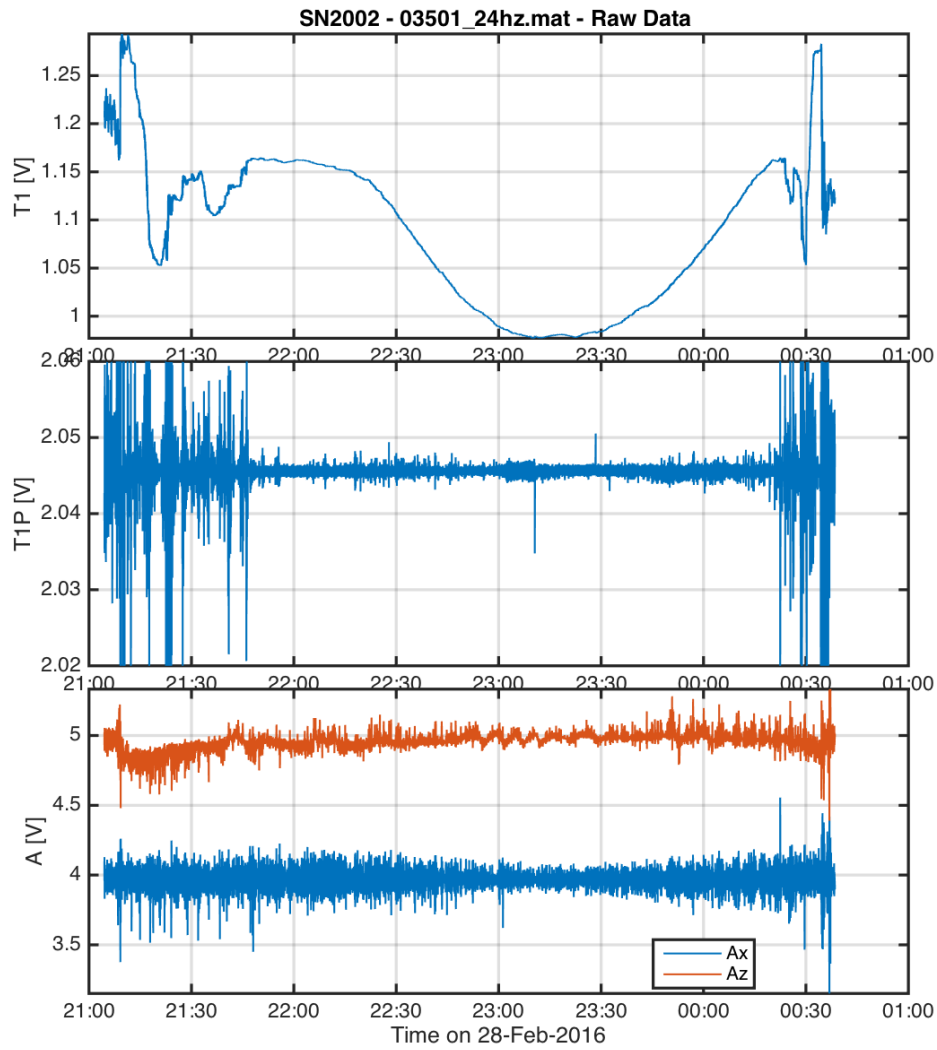 SN2002 - 03501_24hz.mat - Raw Data
T1 [V]
1.25
1.2
1.15
1.1
1.05
1
21:00 21:30 22:00 22:30 23:00 23:30 00:00 00:30 01:00
T1P [V]
2.06
2.05
2.04
2.03
2.02
21:00 21:30 22:00 22:30 23:00 23:30 00:00 00:30 01:00
A [V]
5
4.5
4
3.5
Ax
Az
21:00 21:30 22:00 22:30 23:00 23:30 00:00 00:30 01:00
Time on 28-Feb-2016